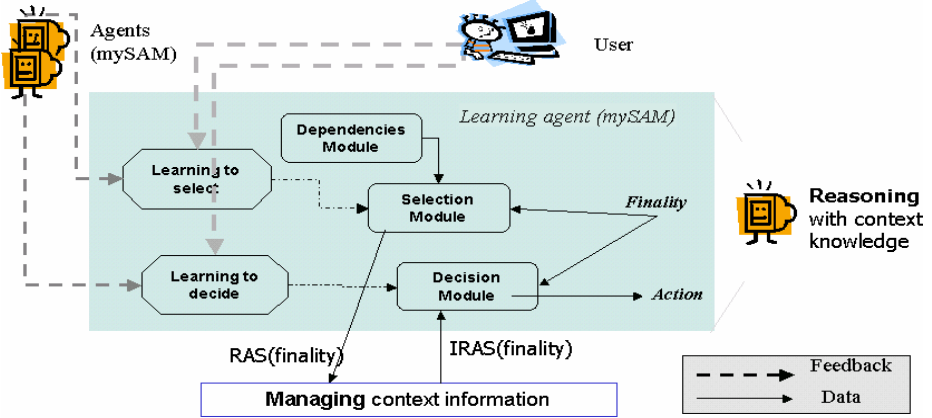 Agents
(mySAM)
User
Learning agent (mySAM)
Dependencies
Module
Learning to
select
Selection
Module
Finality
Reasoning
with context
knowledge
Learning to
decide
Decision
Module
Action
RAS(finality)
IRAS(finality)
Managing context information
Feedback
Data